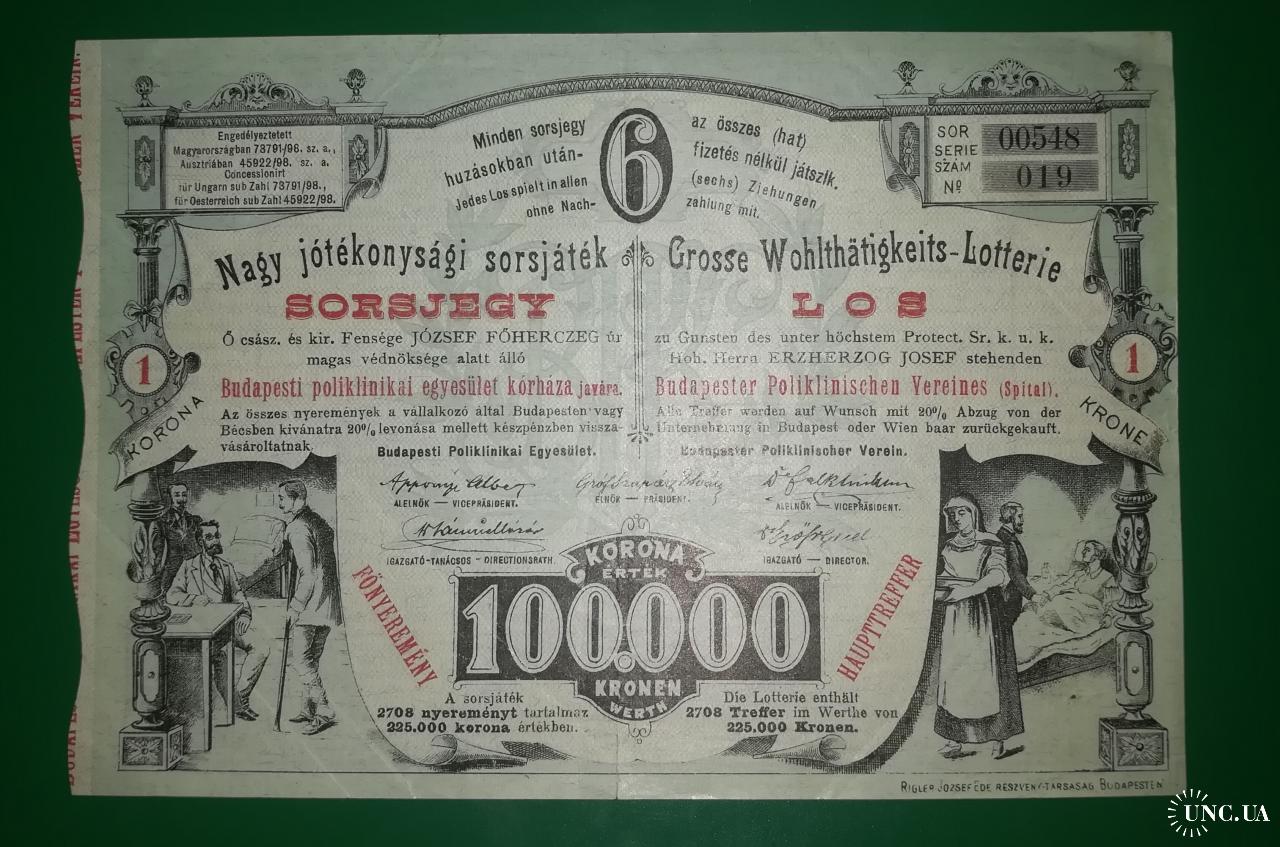 Engedélyeztetett
Magyarországban 73791/98. sz. a.,
Ausztriában 45922/98. sz. a.
Concessionirt
für Ungarn sub Zahl 73791/98.,
für Oesterreich sub Zahl 45922/98.
Minden sorsjegy az összes (hat)
huzásokban után- fizetés nélkül játszik.
Jedes Los spielt in allen (sechs) Ziehungen
ohne Nach- zahlung mit.
6
SOR
SERIE 00548
SZÁM
No 019
Nagy jótékonysági sorsjáték
SORSJEGY
Ő csász. és kir. Fensége JÓZSEF FŐHERCZEG úr
magas védnöksége alatt álló
Budapesti poliklinikai egyesület kórháza javára.
Az összes nyeremények a vállalkozó által Budapesten vagy
Bécsben kivánatra 20% levonása mellett készpénzben vissza-
vásároltatnak.
Budapesti Poliklinikai Egyesület.
Grosse Wohlthätigkeits-Lotterie
LOS
zu Gunsten des unter höchstem Protect. Sr. k. u. k.
Hoh. Herrn ERZHERZOG JOSEF stehenden
Budapester Poliklinischen Vereines (Spital).
Alle Treffer werden auf Wunsch mit 20% Abzug von der
Unternehmung in Budapest oder Wien baar zurückgekauft.
Budapester Poliklinischer Verein.
1
KORONA
1
KRONE
Apponyi Albert
ALELNÖK — VICEPRÄSIDENT.
ELNÖK — PRÄSIDENT.
ALELNÖK — VICEPRÄSIDENT.
IGAZGATÓ-TANÁCSOS - DIRECTIONSRATH.
IGAZGATÓ — DIRECTOR.
FŐNYEREMÉNY
KORONA
ÉRTÉK
100.000
KRONEN
WERTH
HAUPTTREFFER
A sorsjáték
2708 nyereményt tartalmaz
225.000 korona értékben.
Die Lotterie enthält
2708 Treffer im Werthe von
225.000 Kronen.
RIGLER JÓZSEF EDE RÉSZVÉNY-TÁRSASÁG BUDAPESTEN
UNC.UA